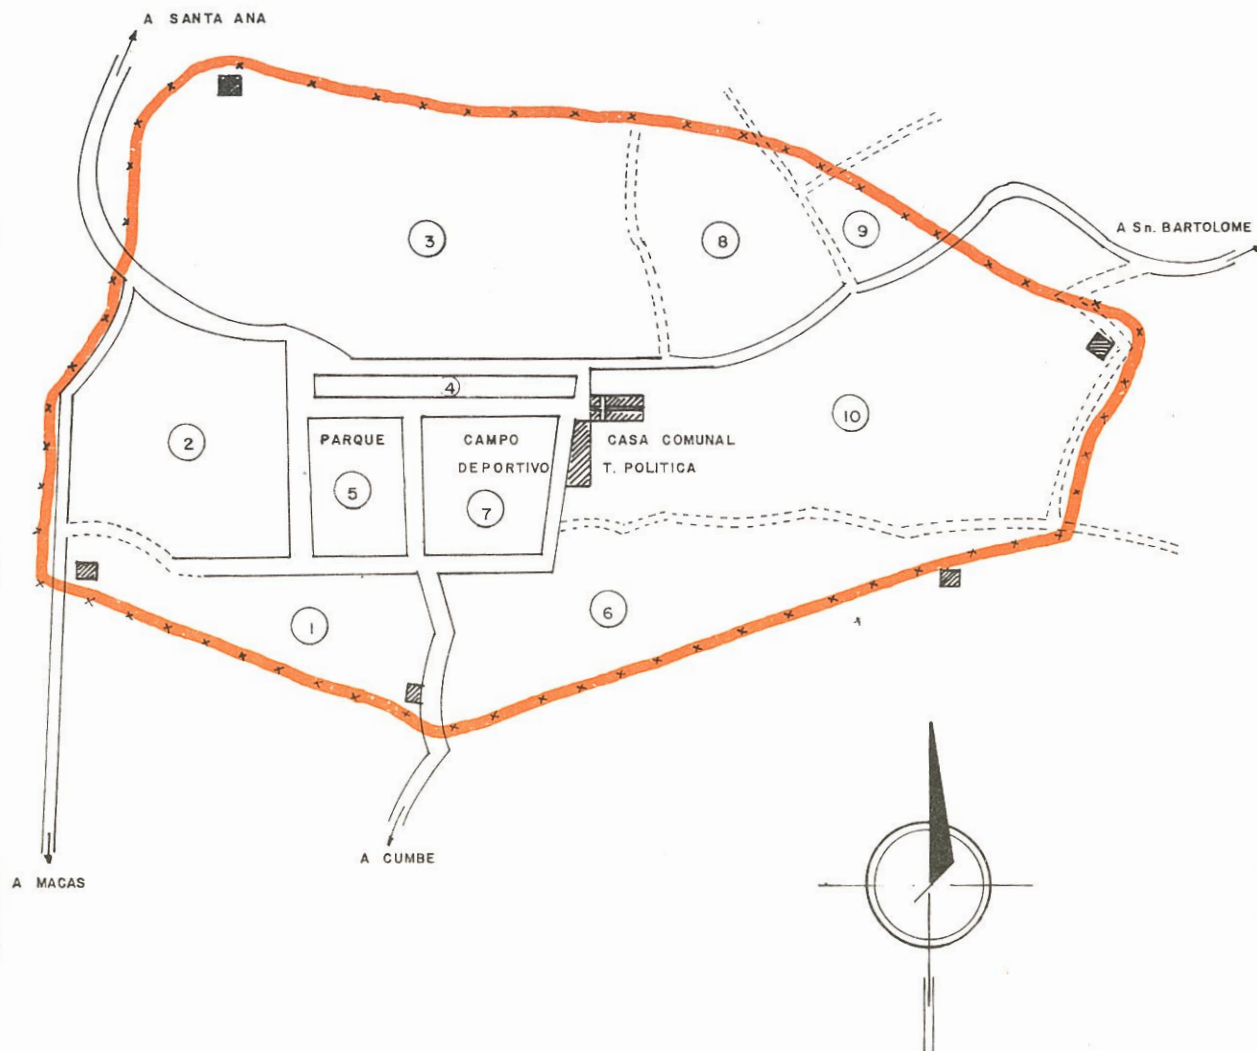 A SANTA ANA
3
8
9
A Sn. BARTOLOME
4
2
PARQUE
5
CAMPO
DEPORTIVO
7
CASA COMUNAL
T. POLITICA
10
1
6
A MACAS
A CUMBE